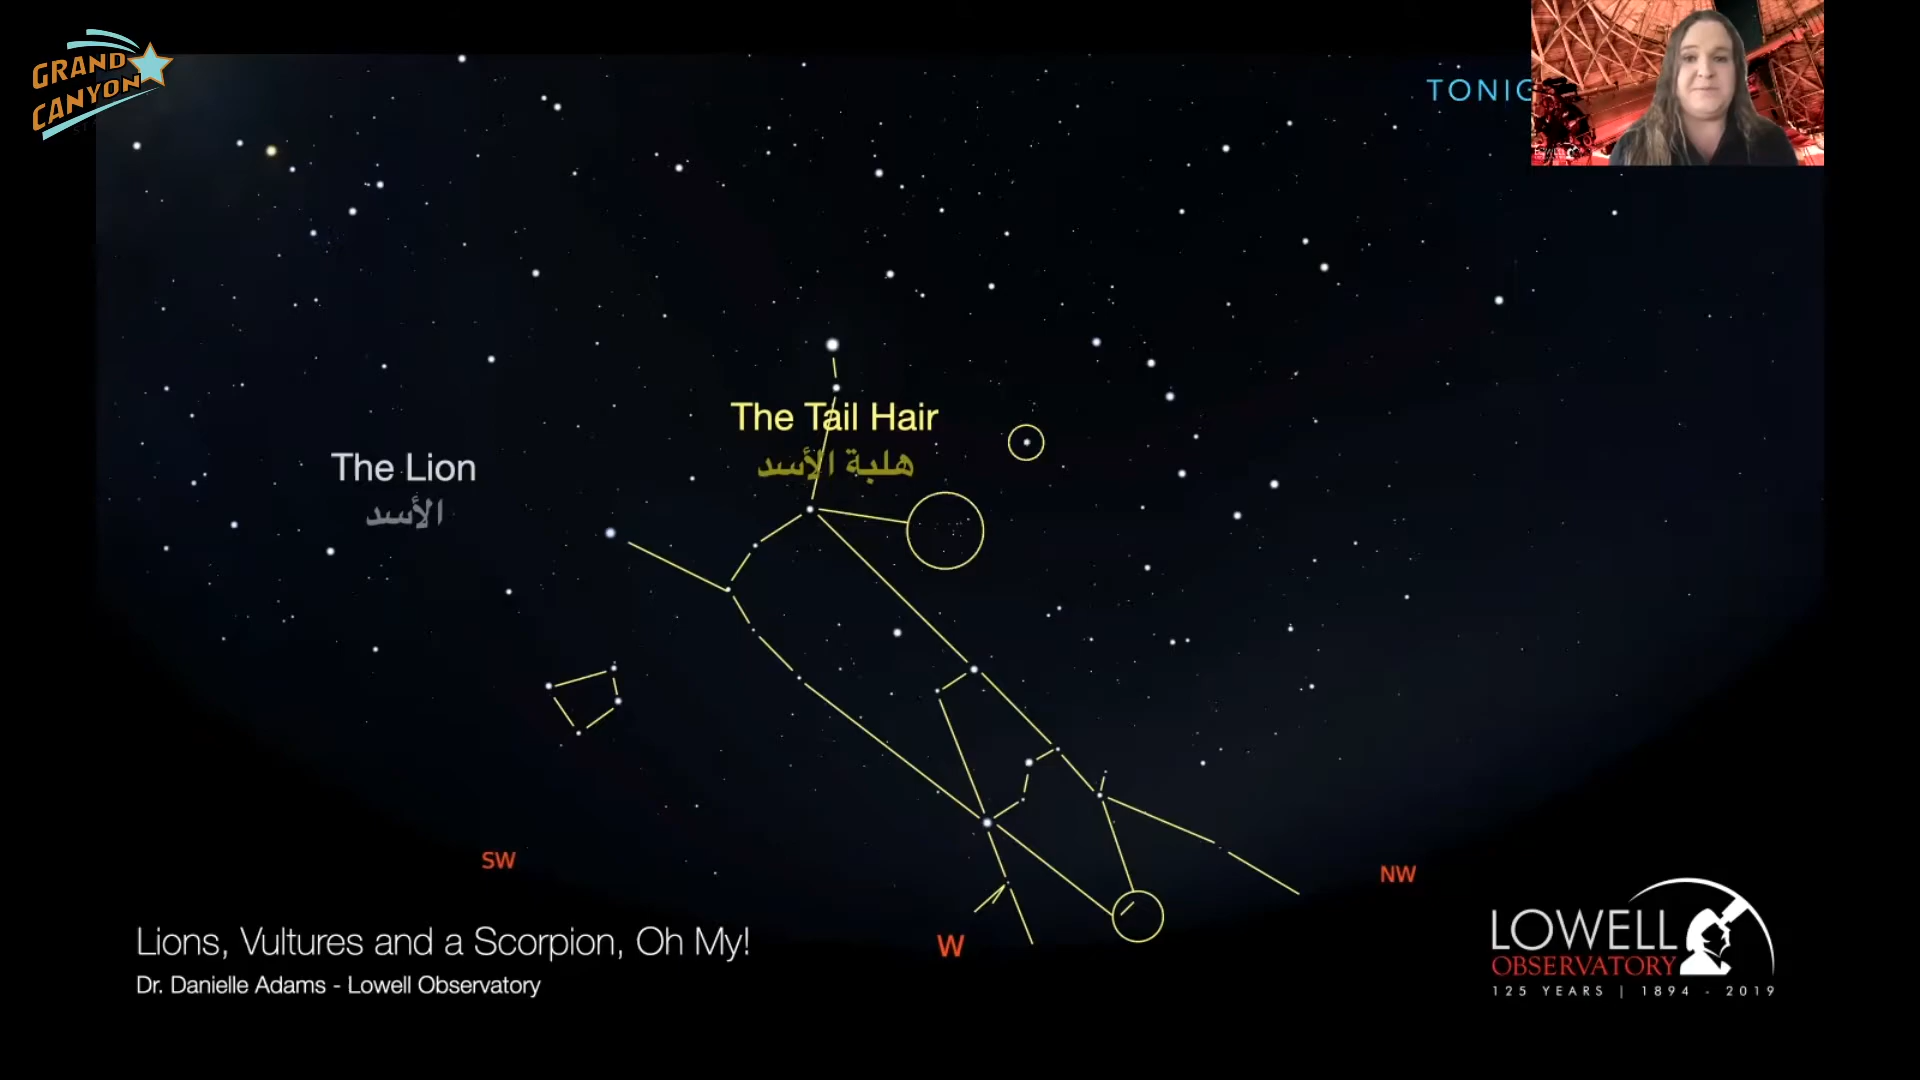 GRAND
CANYON
TONIG
The Tail Hair
هلبة الأسد
The Lion
الأسد
SW
NW
W
Lions, Vultures and a Scorpion, Oh My!
Dr. Danielle Adams - Lowell Observatory
LOWELL
OBSERVATORY
125 YEARS | 1894 - 2019